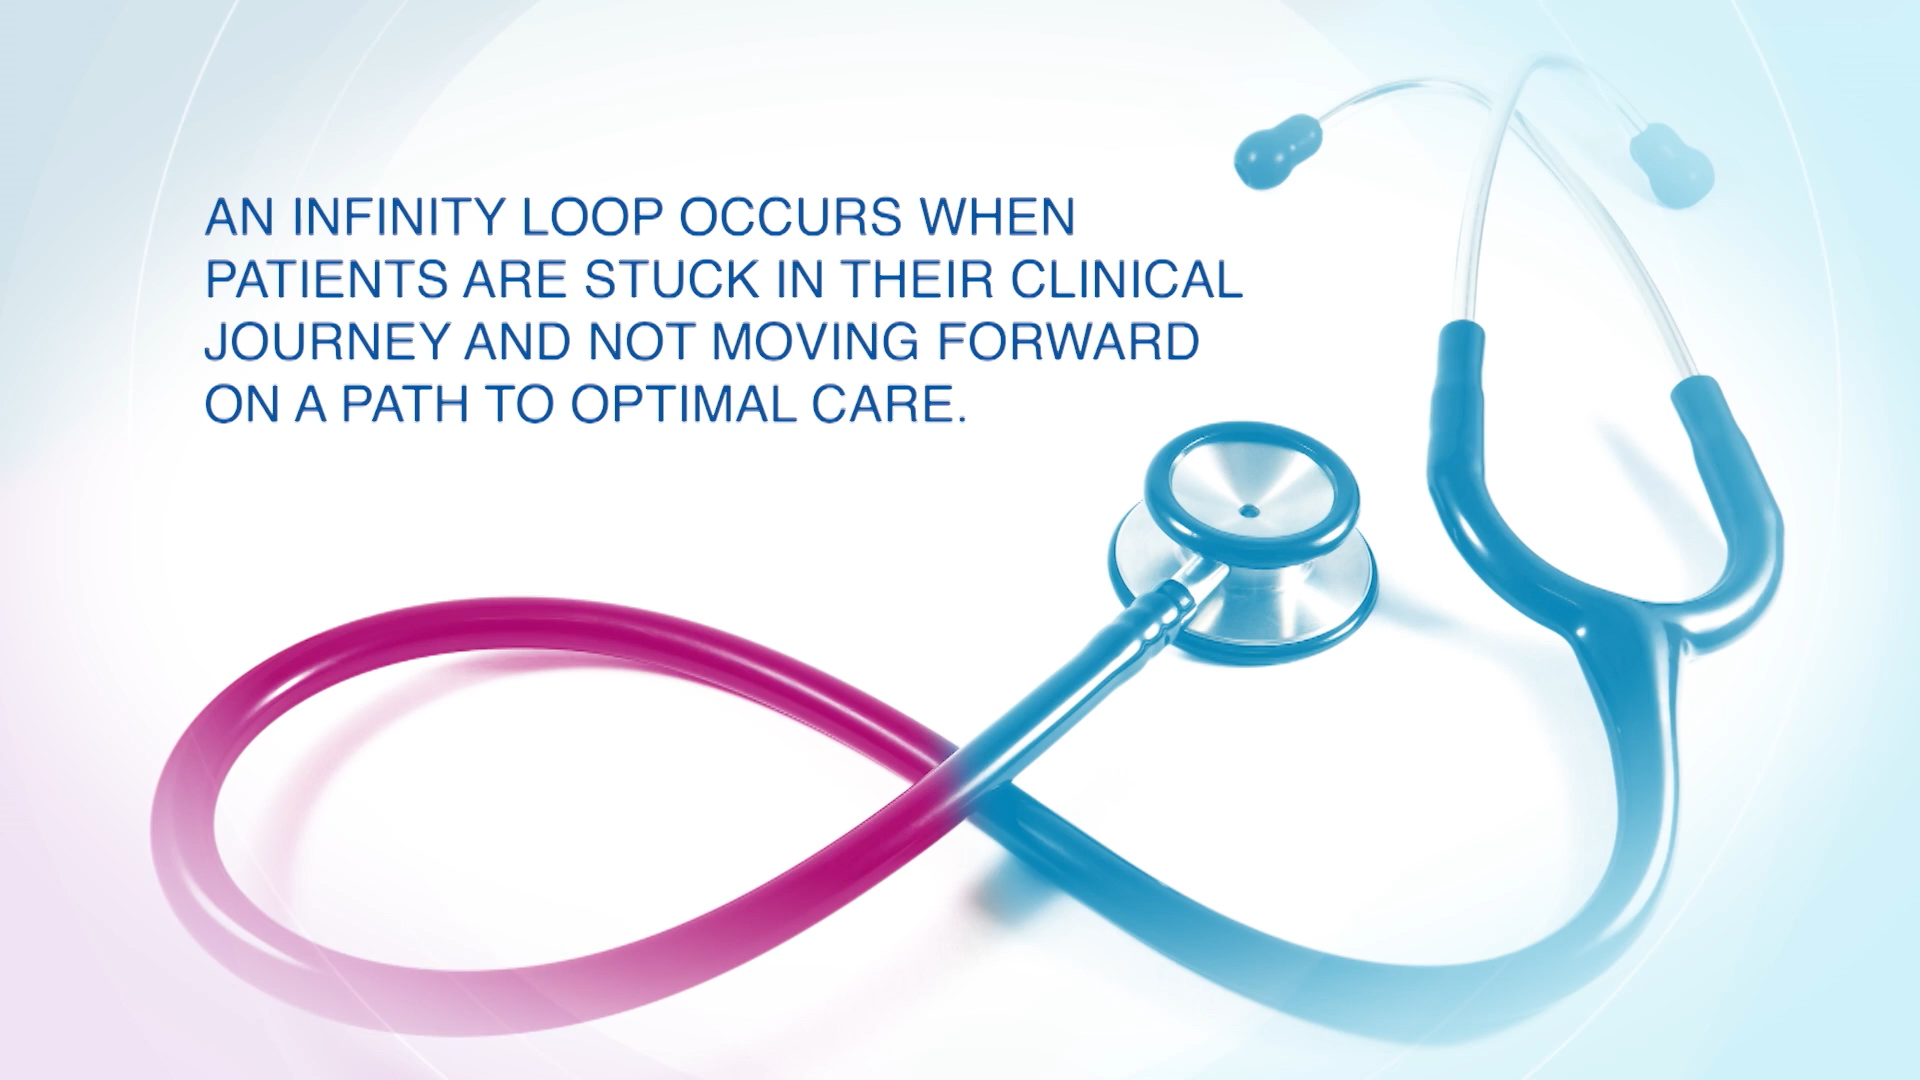 AN INFINITY LOOP OCCURS WHEN
PATIENTS ARE STUCK IN THEIR CLINICAL
JOURNEY AND NOT MOVING FORWARD
ON A PATH TO OPTIMAL CARE.